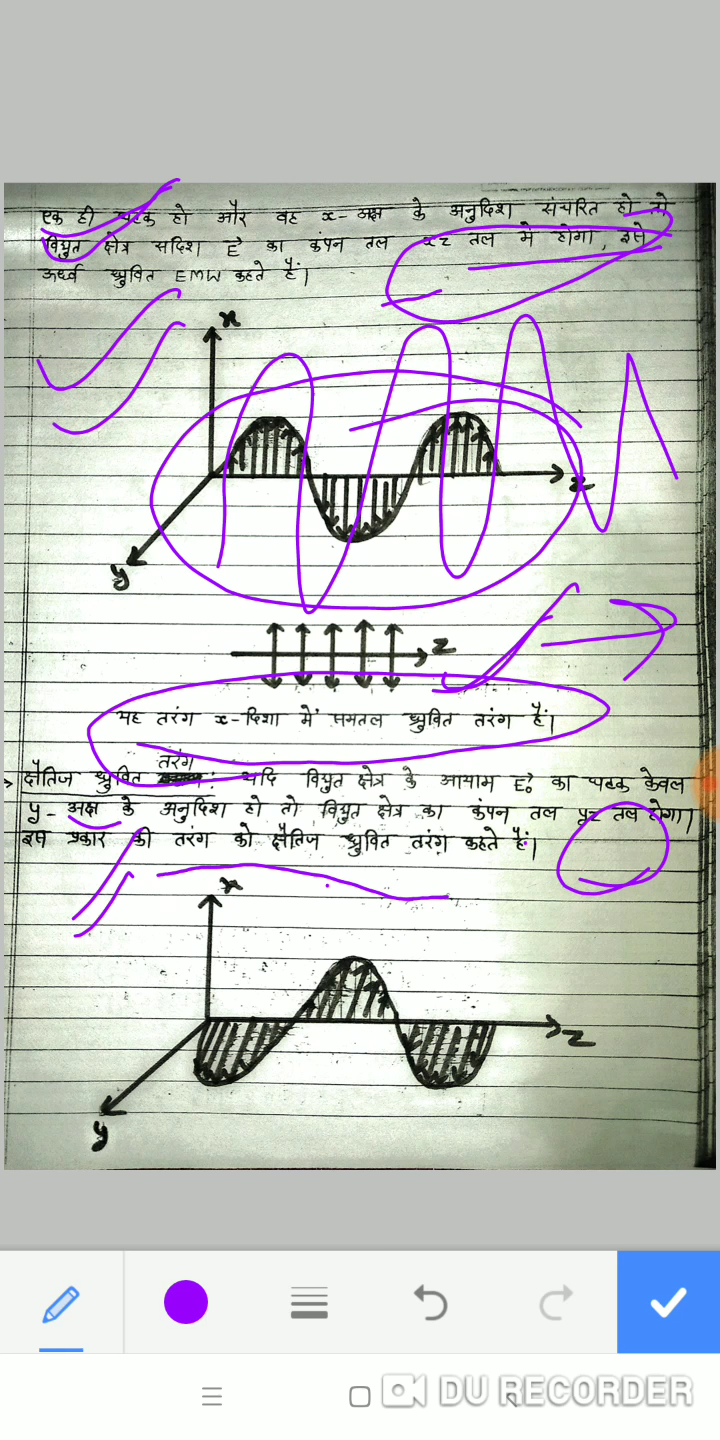 एक ही घटक हो और वह x- अक्ष के अनुदिश संचरित हो तो
विद्युत क्षेत्र सदिश E का कंपन तल xz तल में होगा, इसे
ऊर्ध्व ध्रुवित EMW कहते हैं।
x
z
y
z
यह तरंग x-दिशा में समतल ध्रुवित तरंग हैं।
तरंग
क्षैतिज ध्रुवित : यदि विद्युत क्षेत्र के आयाम E₀ का घटक केवल
y- अक्ष के अनुदिश हो तो विद्युत क्षेत्र का कंपन तल yz तल होगा।
इस प्रकार की तरंग को क्षैतिज ध्रुवित तरंग कहते हैं।
x
z
y
DU RECORDER